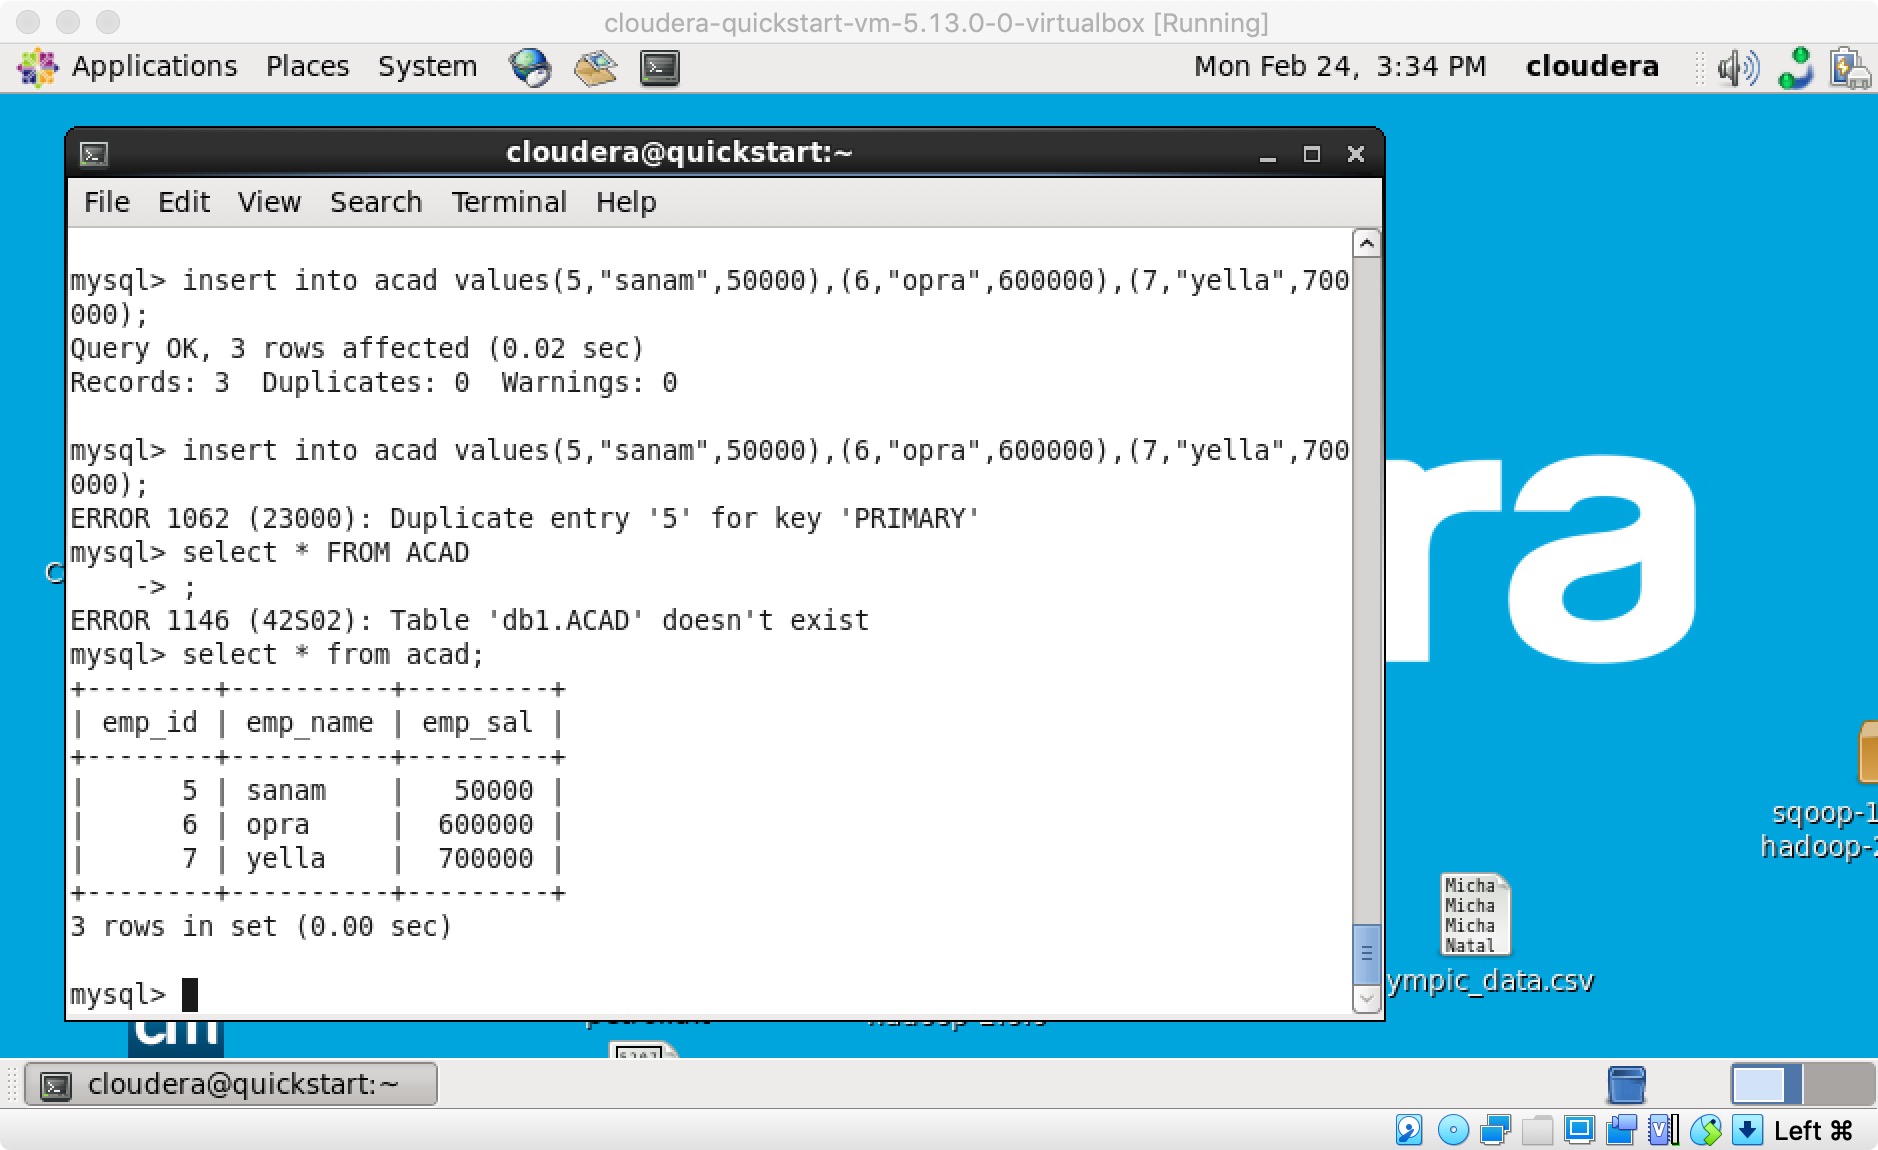 cloudera-quickstart-vm-5.13.0-0-virtualbox [Running]
Applications Places System Mon Feb 24, 3:34 PM cloudera
cloudera@quickstart:~
File Edit View Search Terminal Help
mysql> insert into acad values(5,"sanam",50000),(6,"opra",600000),(7,"yella",700
000);
Query OK, 3 rows affected (0.02 sec)
Records: 3  Duplicates: 0  Warnings: 0
mysql> insert into acad values(5,"sanam",50000),(6,"opra",600000),(7,"yella",700
000);
ERROR 1062 (23000): Duplicate entry '5' for key 'PRIMARY'
mysql> select * FROM ACAD
    -> ;
ERROR 1146 (42S02): Table 'db1.ACAD' doesn't exist
mysql> select * from acad;
+--------+----------+---------+
| emp_id | emp_name | emp_sal |
+--------+----------+---------+
|      5 | sanam    |   50000 |
|      6 | opra     |  600000 |
|      7 | yella    |  700000 |
+--------+----------+---------+
3 rows in set (0.00 sec)
mysql>
C
ra
sqoop-1
hadoop-2
Micha
Micha
Micha
Natal
ympic_data.csv
cm
cloudera@quickstart:~
Left ⌘